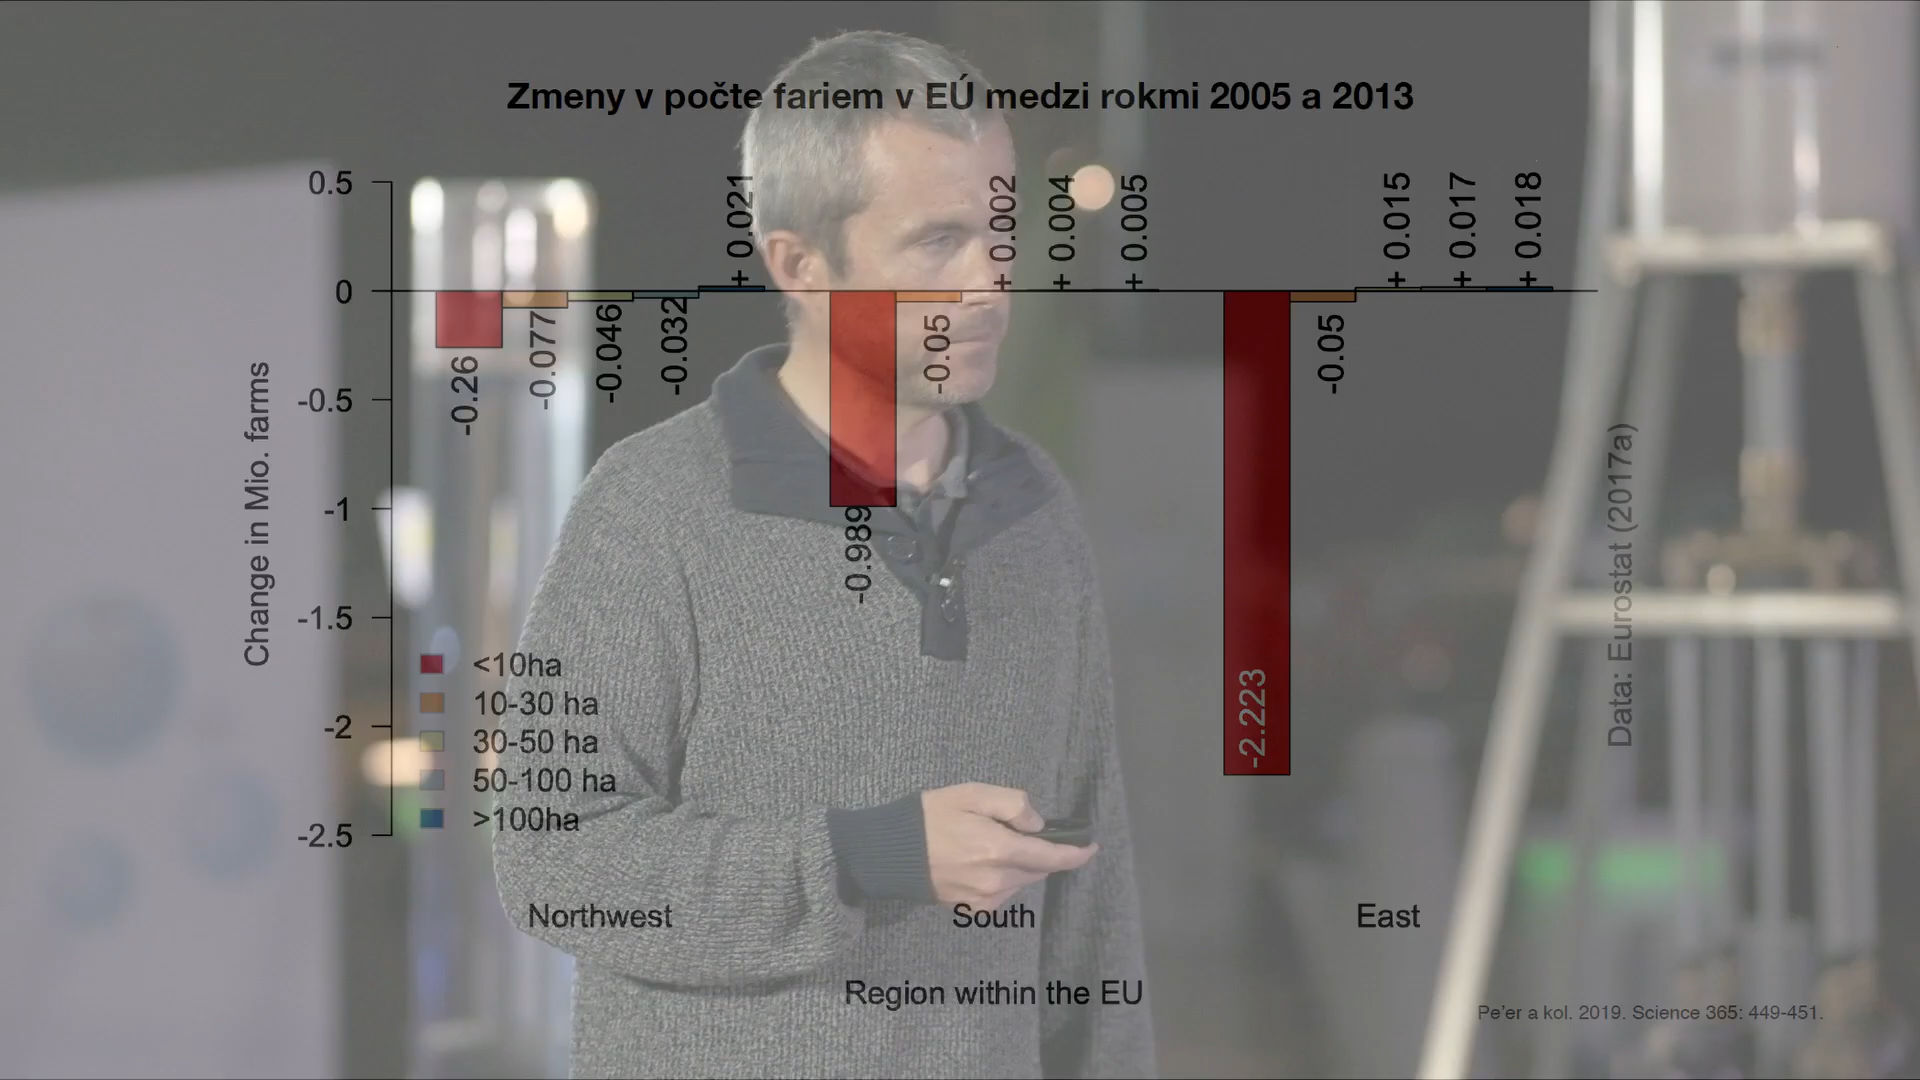 Zmeny v počte fariem v EÚ medzi rokmi 2005 a 2013
Change in Mio. farms
0.5
0
-0.5
-1
-1.5
-2
-2.5
-0.26
-0.077
-0.046
-0.032
+ 0.021
-0.989
-0.05
+ 0.002
+ 0.004
+ 0.005
-2.223
-0.05
+ 0.015
+ 0.017
+ 0.018
<10ha
10-30 ha
30-50 ha
50-100 ha
>100ha
Northwest
South
East
Region within the EU
Data: Eurostat (2017a)
Pe'er a kol. 2019. Science 365: 449-451.